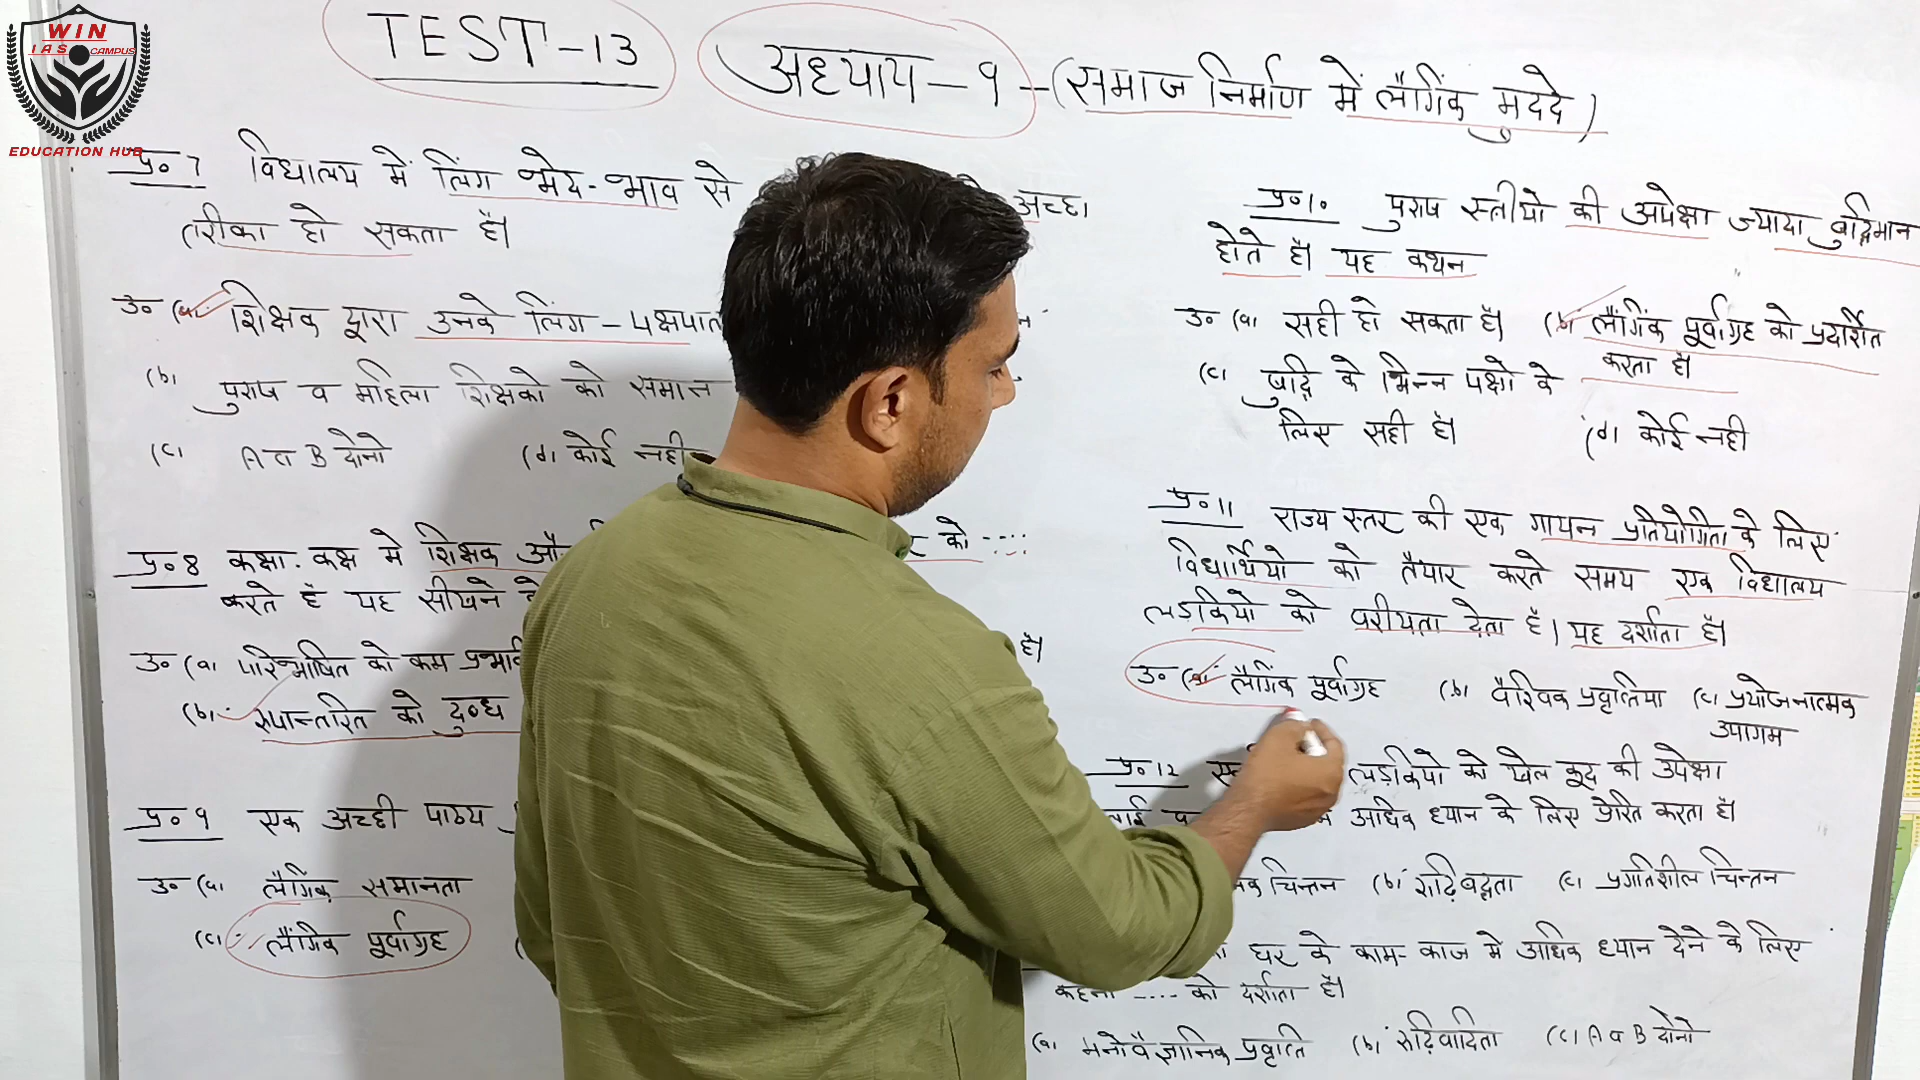 WIN
IAS CAMPUS
EDUCATION HUB
TEST-13
अध्याय-9-(समाज निर्माण में लैगिंक मुददे)
प्र०7 विद्यालय में लिंग भेद-भाव से अच्छा
तरीका हो सकता है।
उ० (a) शिक्षक द्वारा उनके लिंग-पक्षपात
(b) पुरुष व महिला शिक्षको को समान
(c) A व B दोनो (d) कोई नही
प्र०8 कक्षा-कक्ष मे शिक्षक को ....
करते है यह सीखने
उ० (a) परिभाषित को कम है।
(b) रुपान्तरित को दृण्ध
प्र०9 एक अच्छी पाठ्य
उ० (a) लैगिंक समानता
(c) लैंगिक पूर्वाग्रह
प्र०10 पुरुष स्त्रीयो की अपेक्षा ज्यादा बुद्धिमान
होते है। यह कथन
उ० (a) सही हो सकता है। (b) लैंगिंक पूर्वाग्रह को प्रदर्शित
करता है।
(c) बुद्धि के भिन्न पक्षो के
लिए सही है। (d) कोई नही
प्र०11 राज्य स्तर की एक गायन प्रतियोगिता के लिए
विद्यार्थियो को तैयार करते समय एक विद्यालय
लडकियो को वरीयता देता है। यह दर्शाता है।
उ० (a) लैगिंक पूर्वाग्रह (b) वैश्विक प्रवृत्तिया (c) प्रयोजनात्मक
उपागम
प्र०12 लड़कियो को खेल कूद की उपेक्षा
अधिक ध्यान के लिए प्रेरित करता है।
चिन्तन (b) रुढ़िबद्धता (c) प्रगतिशील चिन्तन
घर के काम-काज मे अधिक ध्यान देने के लिए
कहना .... को दर्शाता है।
(a) मनोवैज्ञानिक प्रवृत्ति (b) रुढ़िवादिता (c) A व B दोनो